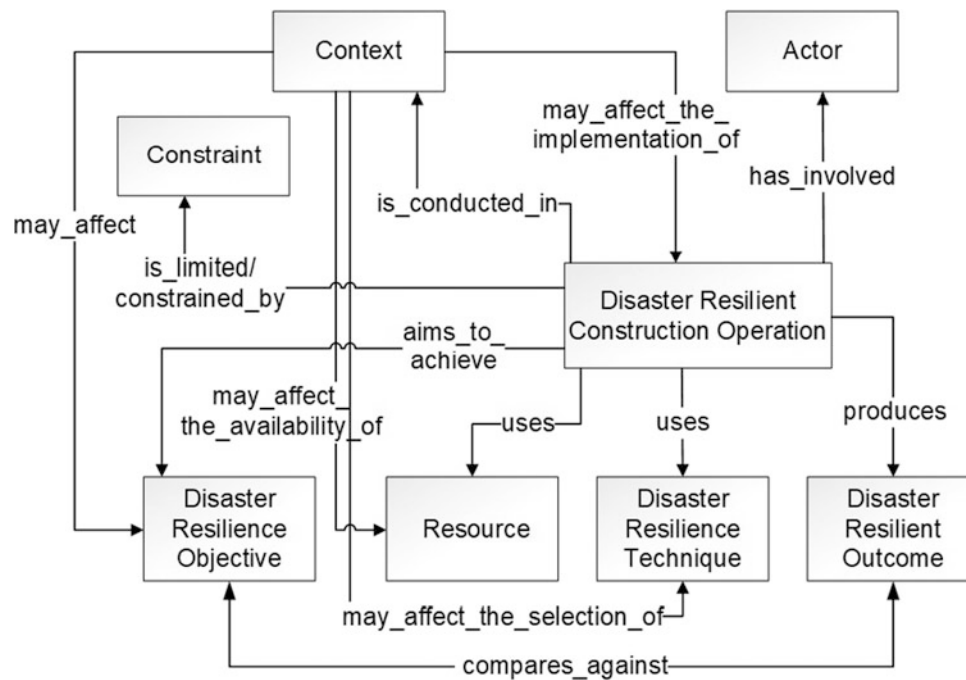 Context
Actor
may_affect_the_
implementation_of
Constraint
has_involved
is_conducted_in
may_affect
is_limited/
constrained_by
Disaster Resilient
Construction Operation
aims_to_
achieve
may_affect_
the_availability_of
uses
uses
produces
Disaster
Resilience
Objective
Resource
Disaster
Resilience
Technique
Disaster
Resilient
Outcome
may_affect_the_selection_of
compares_against